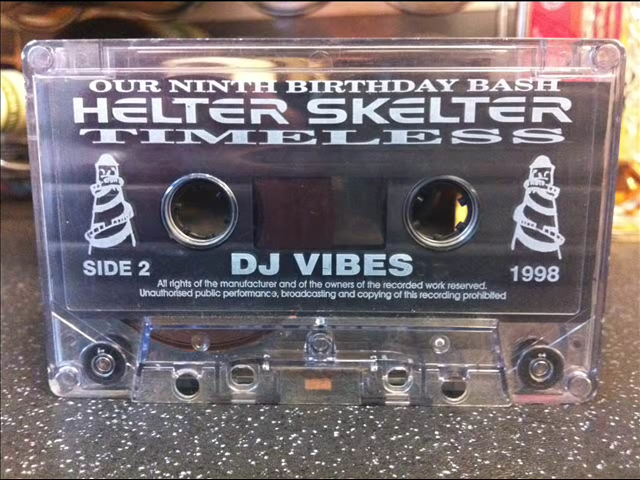 OUR NINTH BIRTHDAY BASH
HELTER SKELTER
TIMELESS
SIDE 2
DJ VIBES
1998
All rights of the manufacturer and of the owners of the recorded work reserved.
Unauthorised public performance, broadcasting and copying of this recording prohibited